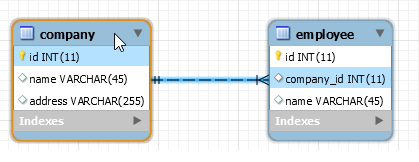 company
id INT(11)
name VARCHAR(45)
address VARCHAR(255)
Indexes
employee
id INT(11)
company_id INT(11)
name VARCHAR(45)
Indexes